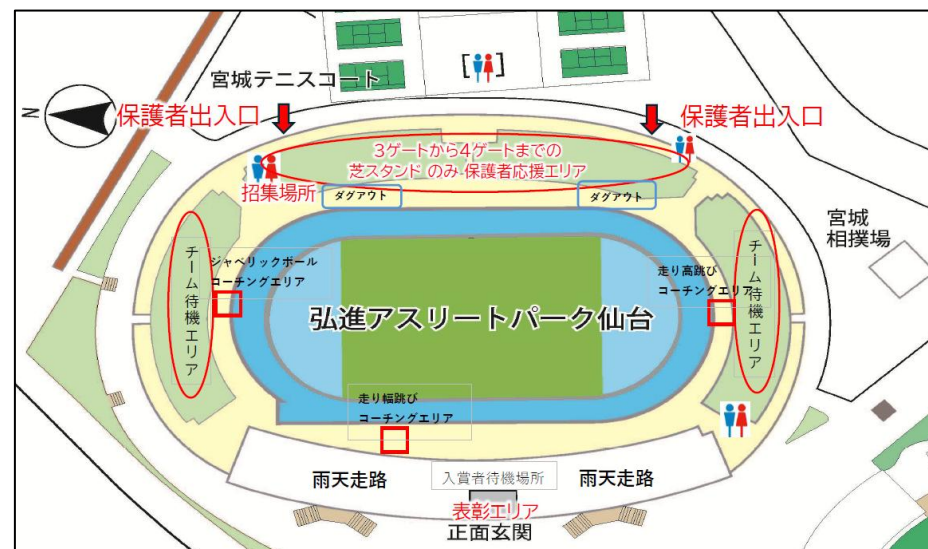 宮城テニスコート
N
保護者出入口
保護者出入口
3ゲートから4ゲートまでの
芝スタンド のみ-保護者応援エリア
招集場所
ダグアウト
ダグアウト
宮城
相撲場
チーム待機エリア
ジャベリックボール
コーチングエリア
走り高跳び
コーチングエリア
チーム待機エリア
弘進アスリートパーク仙台
走り幅跳び
コーチングエリア
雨天走路
入賞者待機場所
雨天走路
表彰エリア
正面玄関